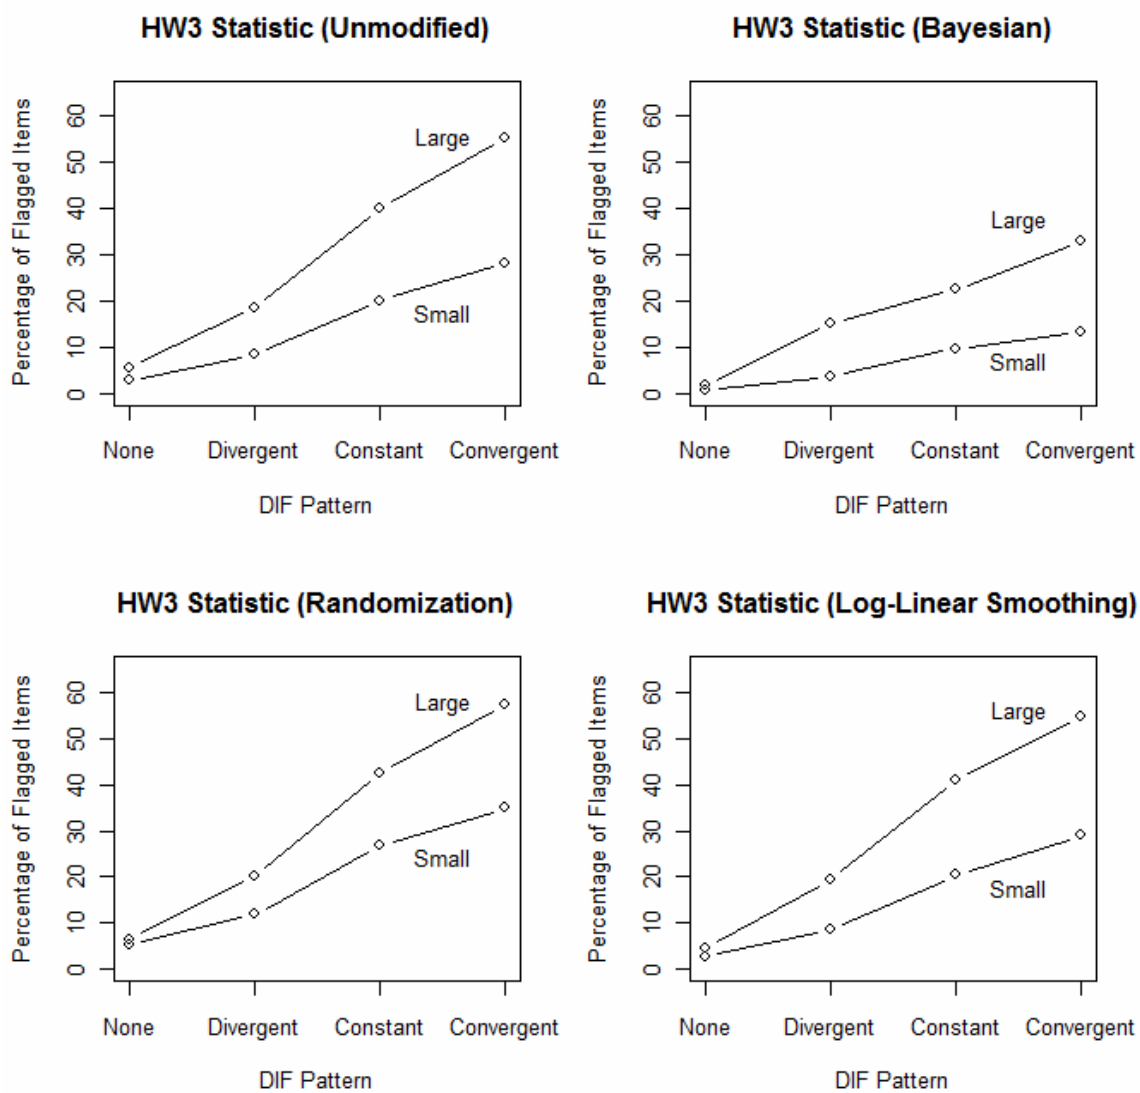 HW3 Statistic (Unmodified)
Percentage of Flagged Items
60
50
40
30
20
10
0
Large
Small
None Divergent Constant Convergent
DIF Pattern
HW3 Statistic (Bayesian)
Percentage of Flagged Items
60
50
40
30
20
10
0
Large
Small
None Divergent Constant Convergent
DIF Pattern
HW3 Statistic (Randomization)
Percentage of Flagged Items
60
50
40
30
20
10
0
Large
Small
None Divergent Constant Convergent
DIF Pattern
HW3 Statistic (Log-Linear Smoothing)
Percentage of Flagged Items
60
50
40
30
20
10
0
Large
Small
None Divergent Constant Convergent
DIF Pattern